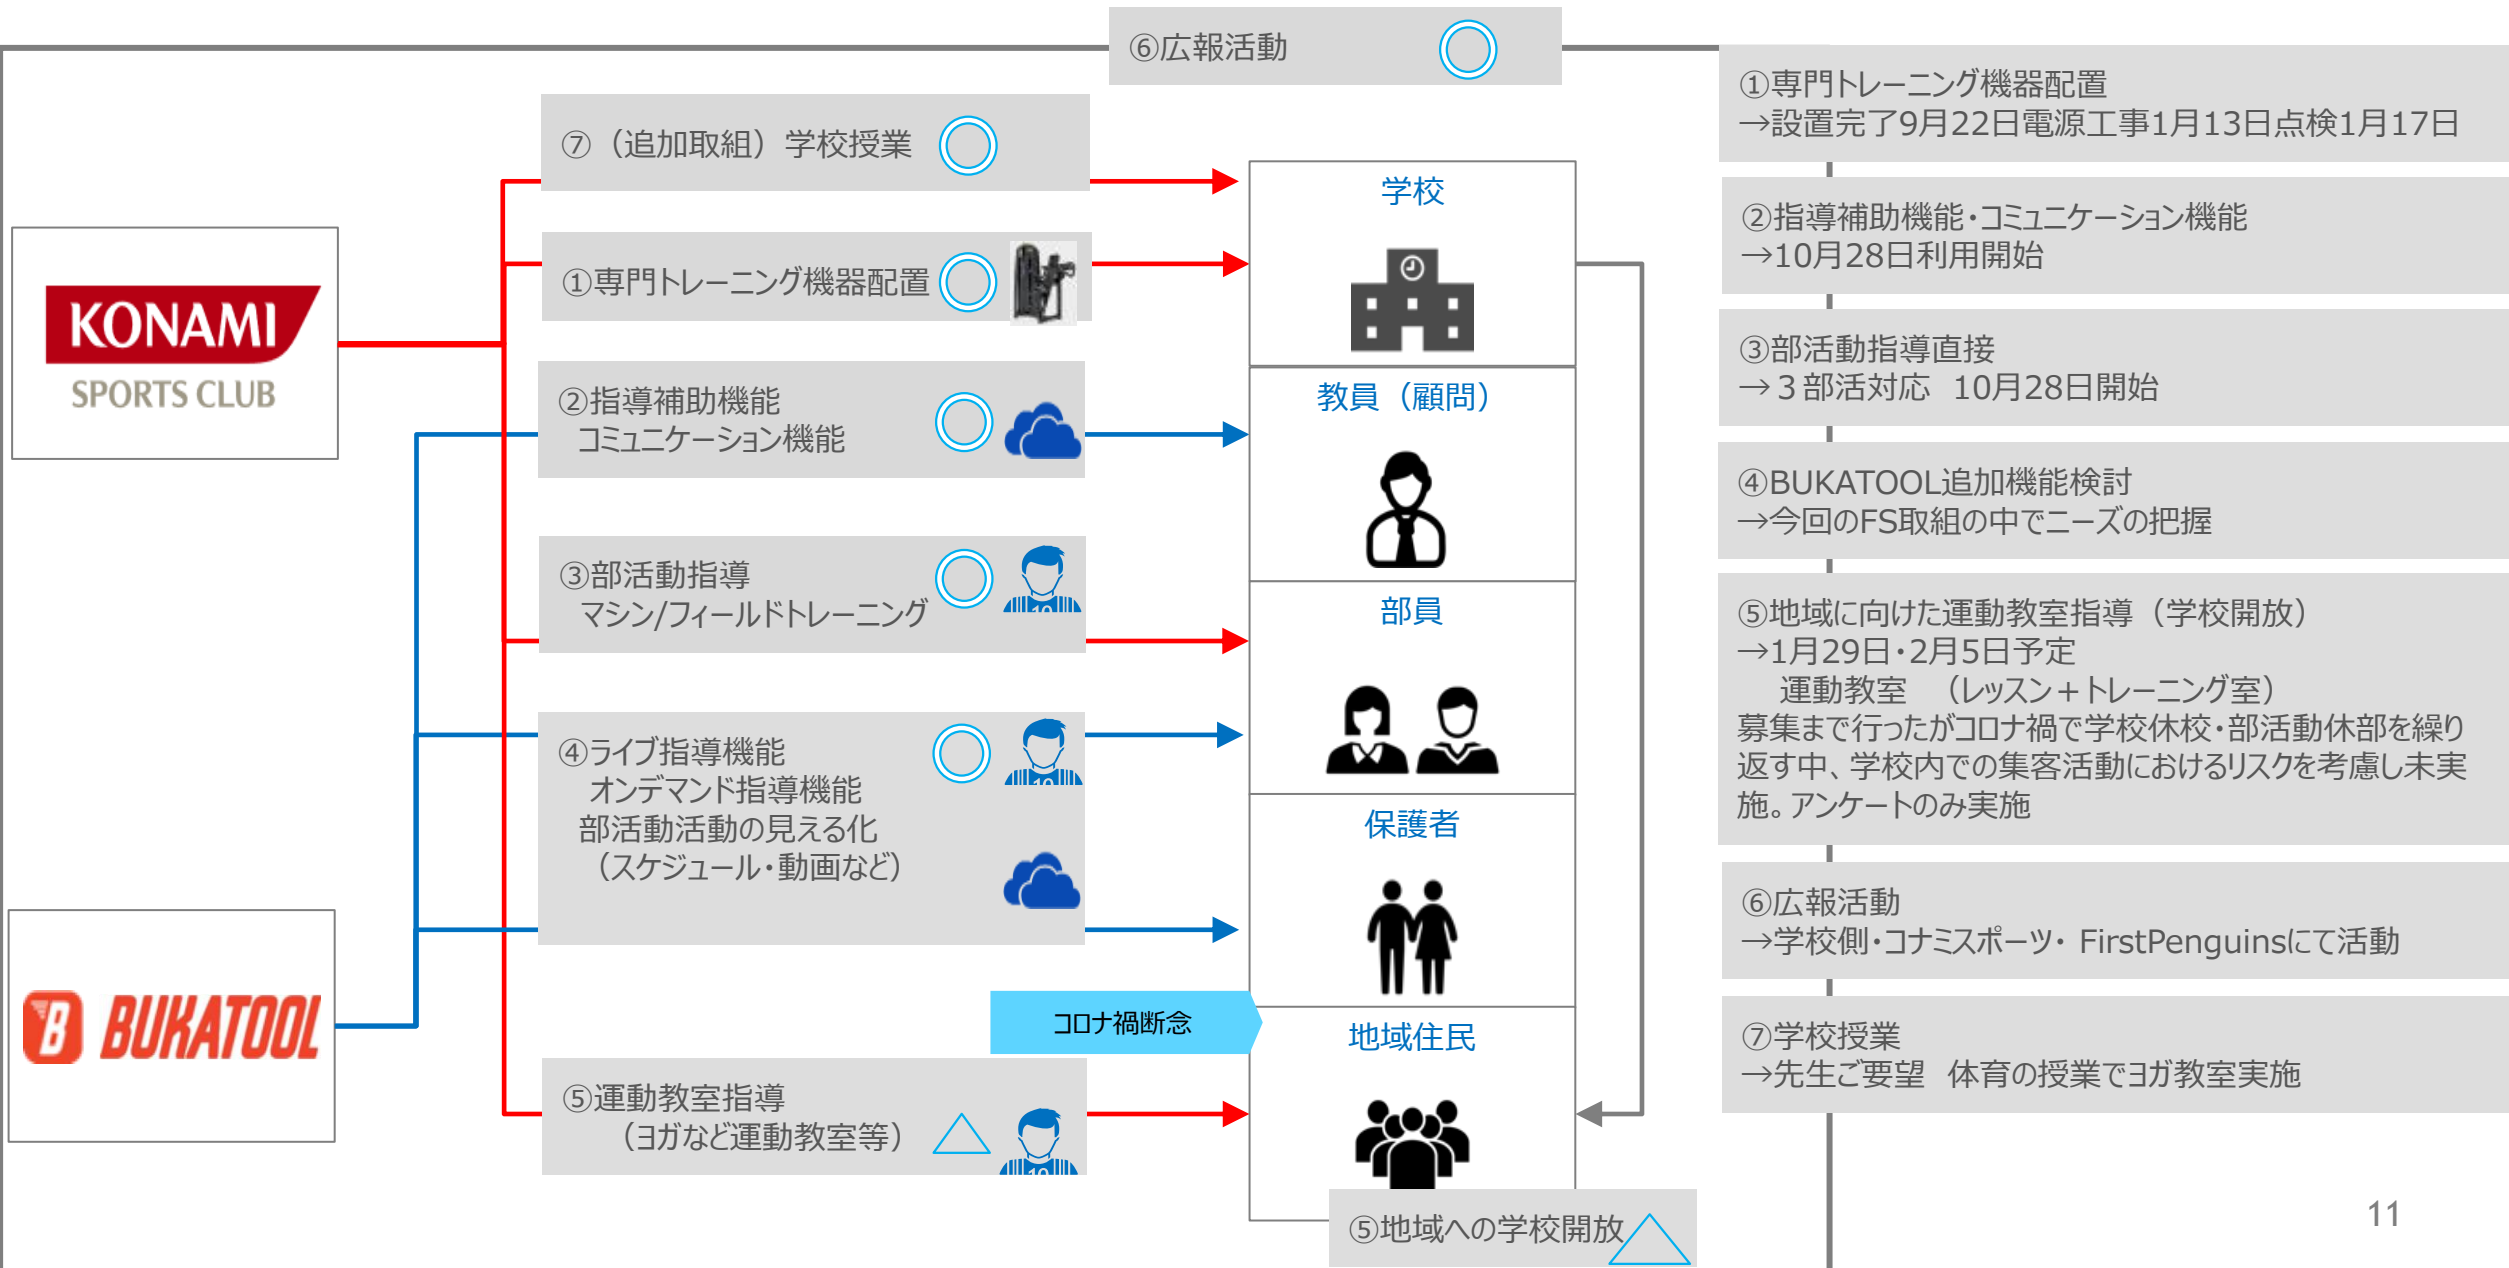 ⑥広報活動
⑦（追加取組）学校授業
①専門トレーニング機器配置
②指導補助機能
コミュニケーション機能
③部活動指導
マシン/フィールドトレーニング
④ライブ指導機能
オンデマンド指導機能
部活動活動の見える化
（スケジュール・動画など）
コロナ禍断念
⑤運動教室指導
（ヨガなど運動教室等）
KONAMI
SPORTS CLUB
B BUKATOOL
学校
教員（顧問）
部員
保護者
地域住民
⑤地域への学校開放
①専門トレーニング機器配置
→設置完了9月22日電源工事1月13日点検1月17日
②指導補助機能・コミュニケーション機能
→10月28日利用開始
③部活動指導直接
→３部活対応　10月28日開始
④BUKATOOL追加機能検討
→今回のFS取組の中でニーズの把握
⑤地域に向けた運動教室指導（学校開放）
→1月29日・2月5日予定
運動教室　（レッスン＋トレーニング室）
募集まで行ったがコロナ禍で学校休校・部活動休部を繰り
返す中、学校内での集客活動におけるリスクを考慮し未実
施。アンケートのみ実施
⑥広報活動
→学校側・コナミスポーツ・ FirstPenguinsにて活動
⑦学校授業
→先生ご要望　体育の授業でヨガ教室実施
10
10
10
11